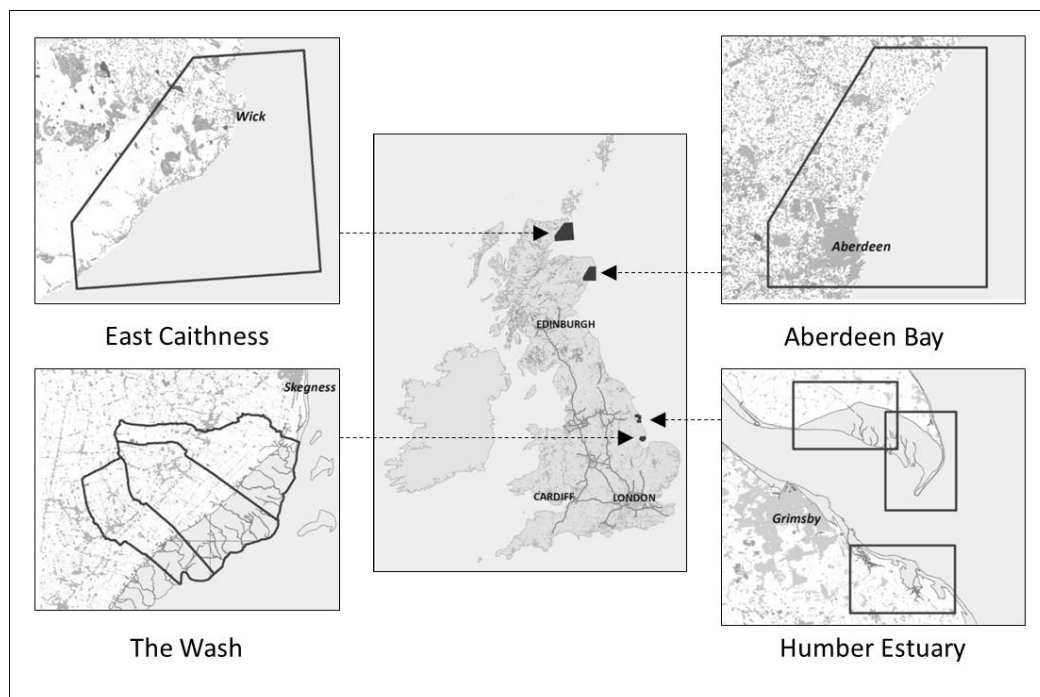 Wick
East Caithness
Aberdeen
Aberdeen Bay
EDINBURGH
CARDIFF
LONDON
Skegness
The Wash
Grimsby
Humber Estuary